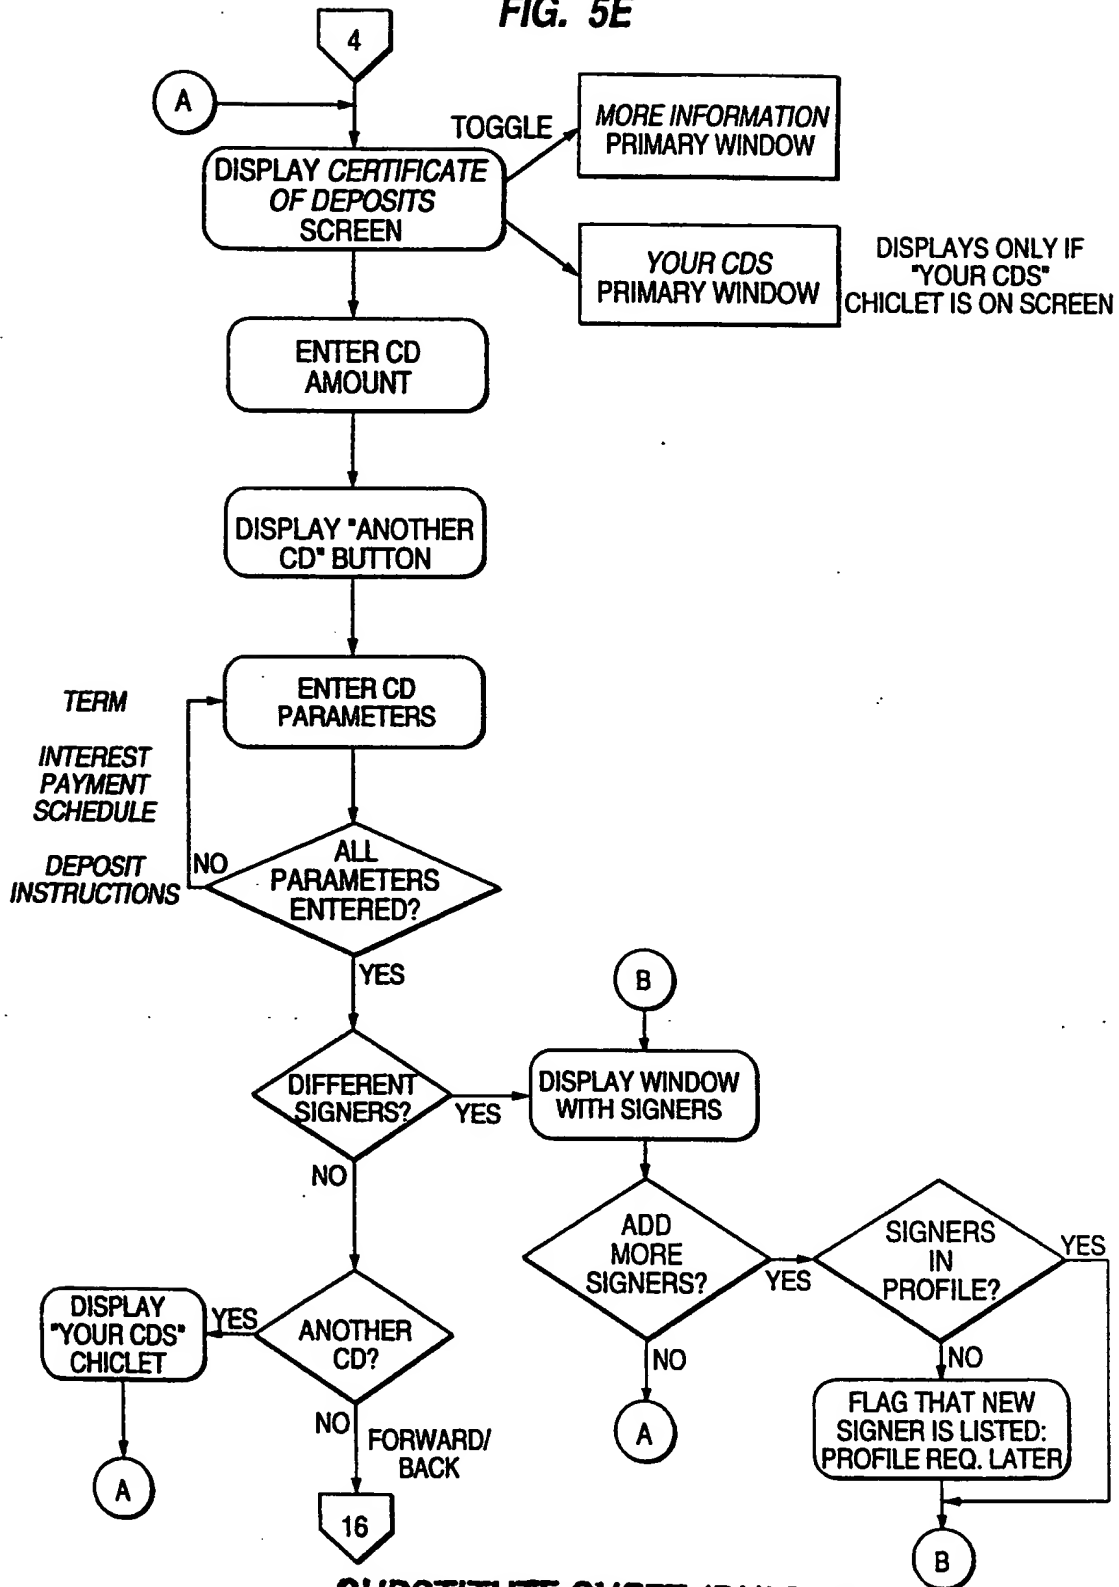 FIG. 5E
4
A
TOGGLE
MORE INFORMATION
PRIMARY WINDOW
DISPLAY CERTIFICATE
OF DEPOSITS
SCREEN
YOUR CDS
PRIMARY WINDOW
DISPLAYS ONLY IF
"YOUR CDS"
CHICLET IS ON SCREEN
ENTER CD
AMOUNT
DISPLAY "ANOTHER
CD" BUTTON
ENTER CD
PARAMETERS
TERM
INTEREST
PAYMENT
SCHEDULE
DEPOSIT
INSTRUCTIONS
NO
ALL
PARAMETERS
ENTERED?
YES
B
DIFFERENT
SIGNERS?
YES
DISPLAY WINDOW
WITH SIGNERS
NO
ADD
MORE
SIGNERS?
YES
SIGNERS
IN
PROFILE?
YES
DISPLAY
"YOUR CDS"
CHICLET
YES
ANOTHER
CD?
NO
NO
FLAG THAT NEW
SIGNER IS LISTED:
PROFILE REQ. LATER
A
NO
FORWARD/
BACK
A
16
B
SUBSTITUTE SHEET